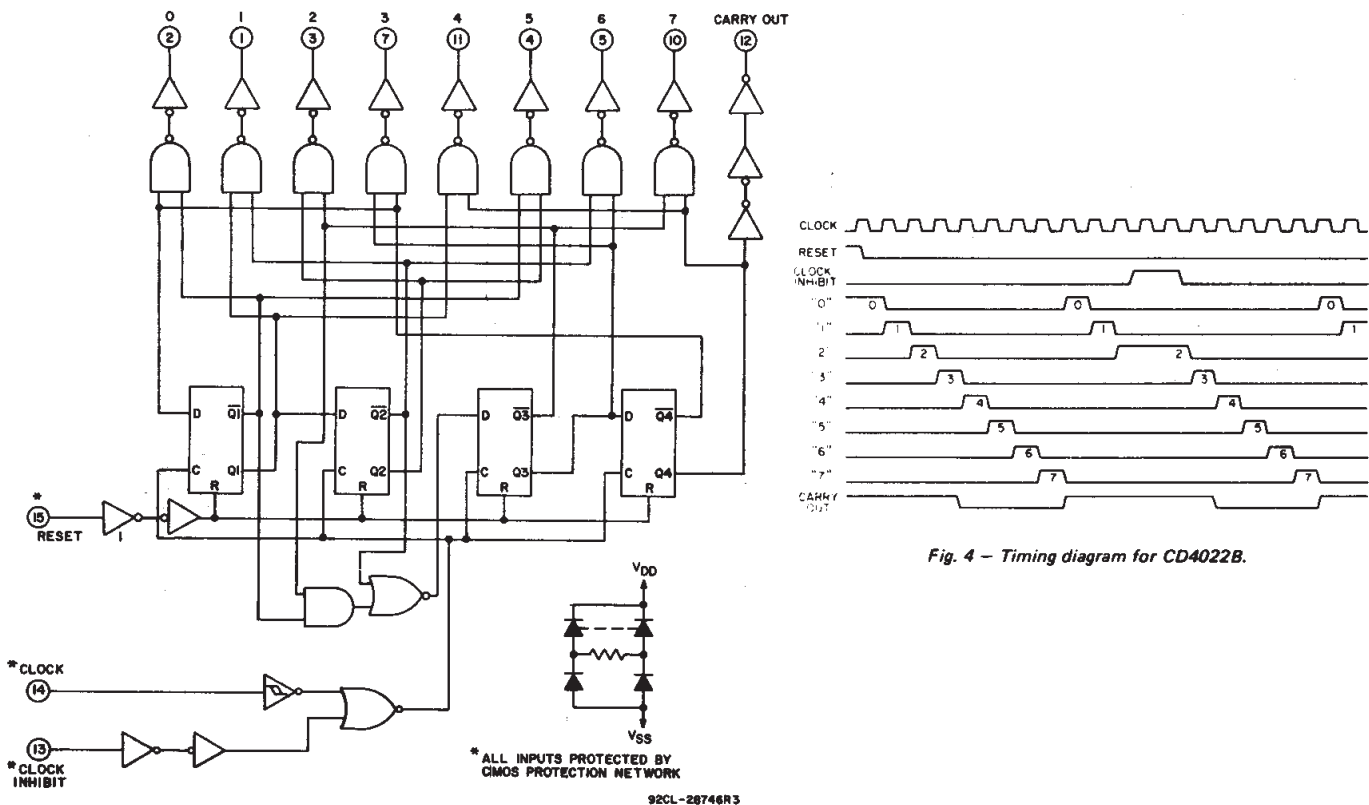 0 1 2 3 4 5 6 7 CARRY OUT
2 1 3 7 11 4 5 10 12
D Q̅1̅ D Q̅2̅ D Q̅3̅ D Q̅4̅
C Q1 C Q2 C Q3 C Q4
R R R R
*
15
RESET
1
*CLOCK
14
13
*CLOCK
INHIBIT
VDD
VSS
* ALL INPUTS PROTECTED BY
CMOS PROTECTION NETWORK
92CL-28746R3
CLOCK
RESET
CLOCK
INHIBIT
"0" 0 0 0
"1" 1 1 1
2" 2 2
"3" 3 3
"4" 4 4
"5" 5 5
"6" 6 6
"7" 7 7
CARRY
OUT
Fig. 4 – Timing diagram for CD4022B.